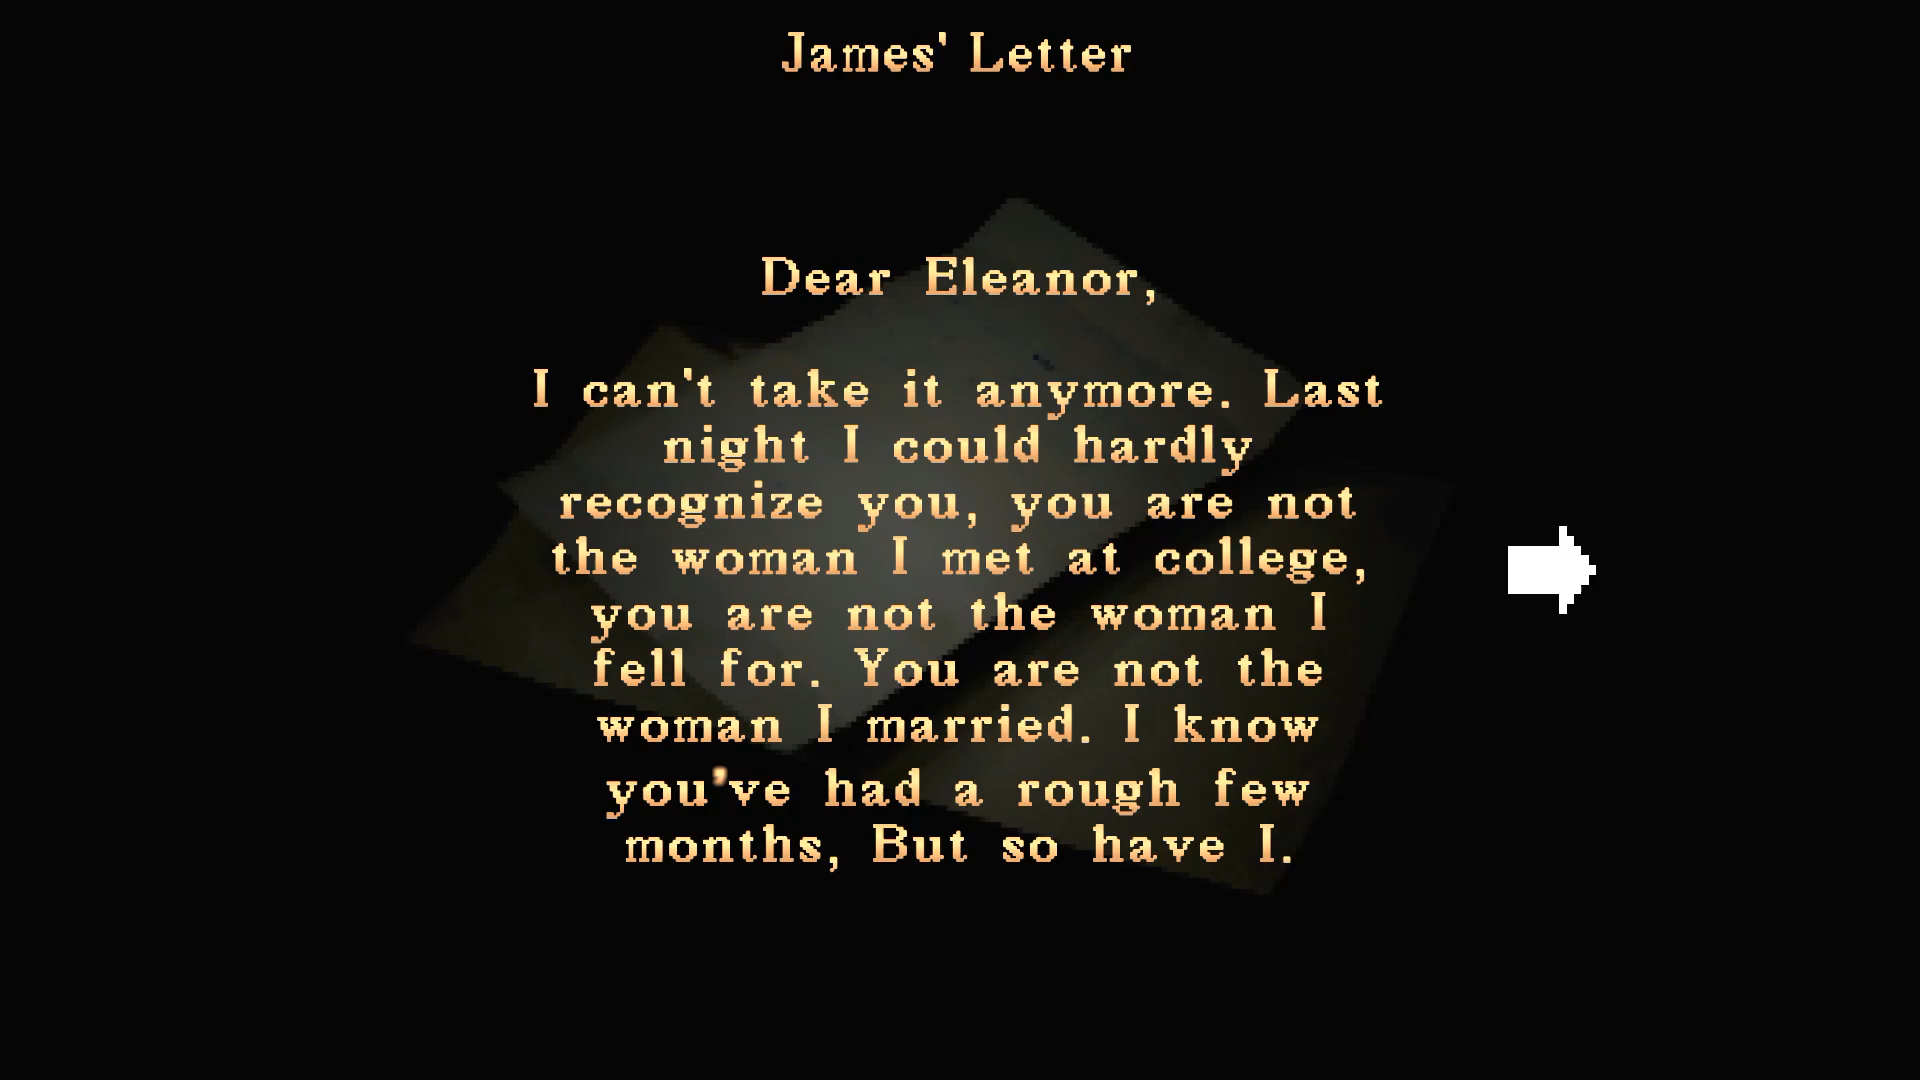 James' Letter
Dear Eleanor,
I can't take it anymore. Last
night I could hardly
recognize you, you are not
the woman I met at college,
you are not the woman I
fell for. You are not the
woman I married. I know
you’ve had a rough few
months, But so have I.